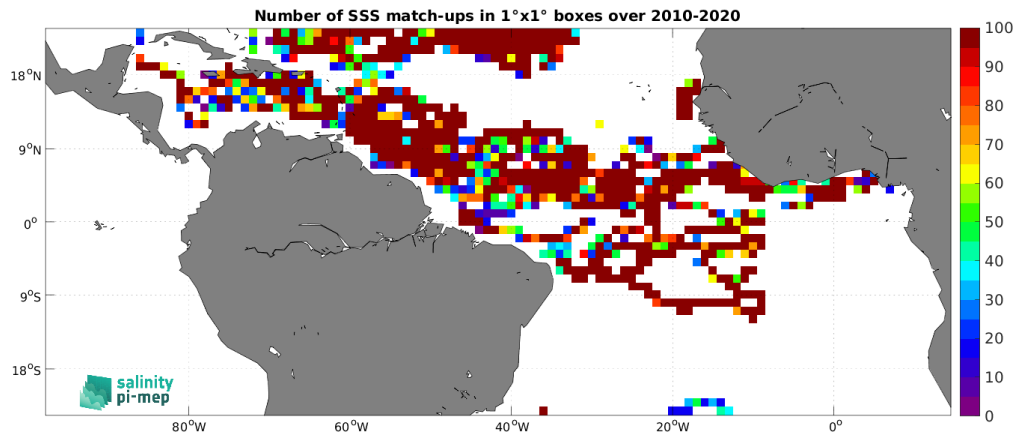 Number of SSS match-ups in 1°x1° boxes over 2010-2020
100
90
80
70
60
50
40
30
20
10
0
18°N
9°N
0°
9°S
18°S
80°W
60°W
40°W
20°W
0°
salinity
pi-mep